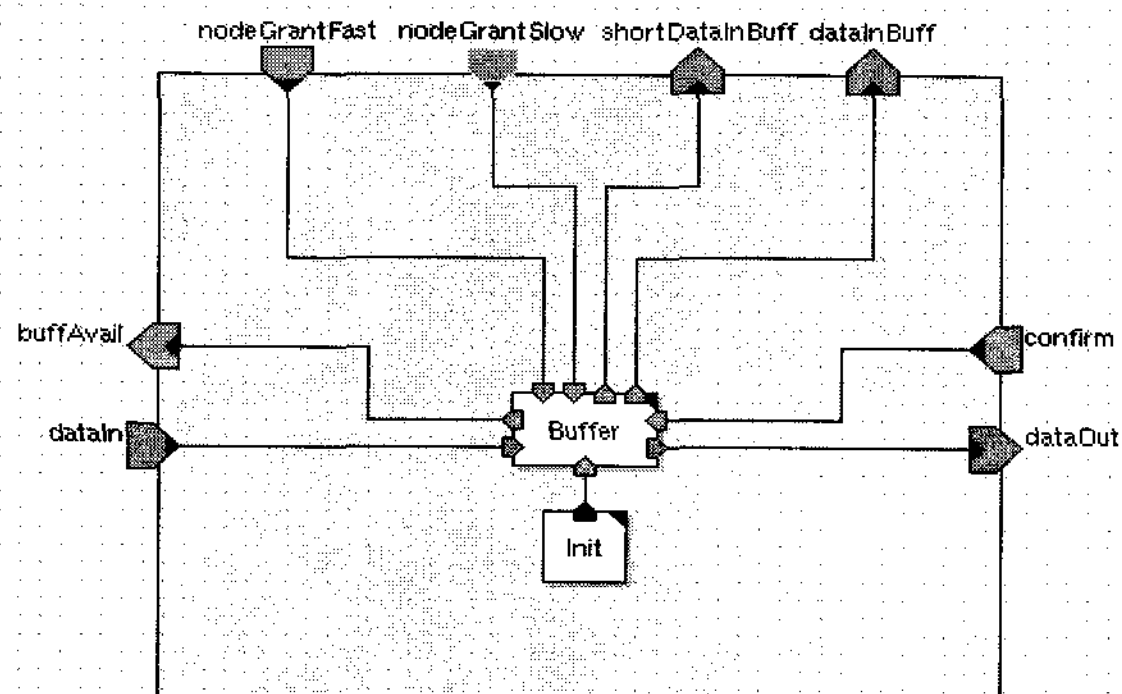 nodeGrantFast nodeGrantSlow shortDataInBuff dataInBuff
buffAvail
confirm
dataIn
Buffer
dataOut
Init